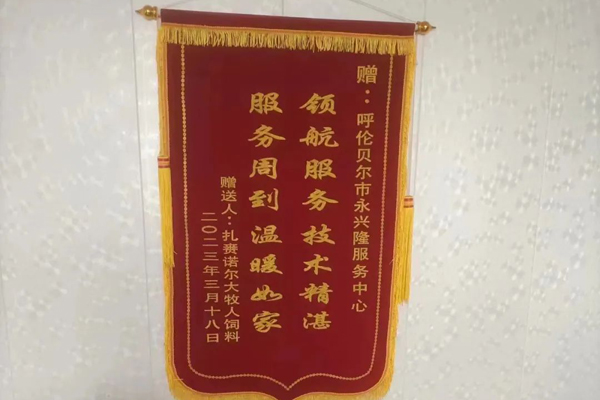 赠：呼伦贝尔市永兴隆服务中心
领航服务技术精湛
服务周到温暖如家
赠送人：扎赉诺尔大牧人饲料
二〇二三年三月十八日